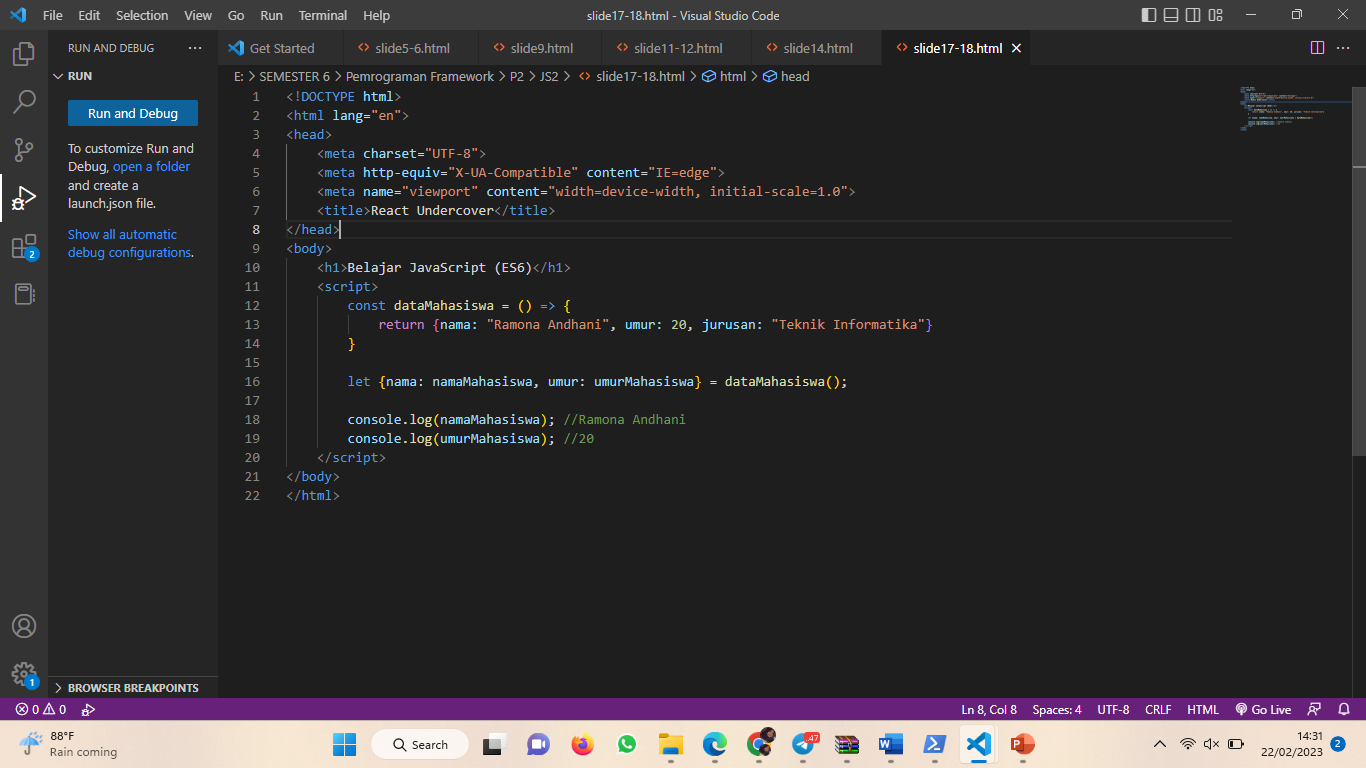 File Edit Selection View Go Run Terminal Help
slide17-18.html - Visual Studio Code
RUN AND DEBUG ···
RUN
Run and Debug
To customize Run and
Debug, open a folder
and create a
launch.json file.
Show all automatic
debug configurations.
2
1
BROWSER BREAKPOINTS
Get Started slide5-6.html slide9.html slide11-12.html slide14.html slide17-18.html
E: > SEMESTER 6 > Pemrograman Framework > P2 > JS2 > slide17-18.html > html > head
1 <!DOCTYPE html>
2 <html lang="en">
3 <head>
4 <meta charset="UTF-8">
5 <meta http-equiv="X-UA-Compatible" content="IE=edge">
6 <meta name="viewport" content="width=device-width, initial-scale=1.0">
7 <title>React Undercover</title>
8 </head>
9 <body>
10 <h1>Belajar JavaScript (ES6)</h1>
11 <script>
12 const dataMahasiswa = () => {
13 return {nama: "Ramona Andhani", umur: 20, jurusan: "Teknik Informatika"}
14 }
15
16 let {nama: namaMahasiswa, umur: umurMahasiswa} = dataMahasiswa();
17
18 console.log(namaMahasiswa); //Ramona Andhani
19 console.log(umurMahasiswa); //20
20 </script>
21 </body>
22 </html>
0 0
Ln 8, Col 8 Spaces: 4 UTF-8 CRLF HTML Go Live
88°F
Rain coming
Search
47
14:31
22/02/2023
2